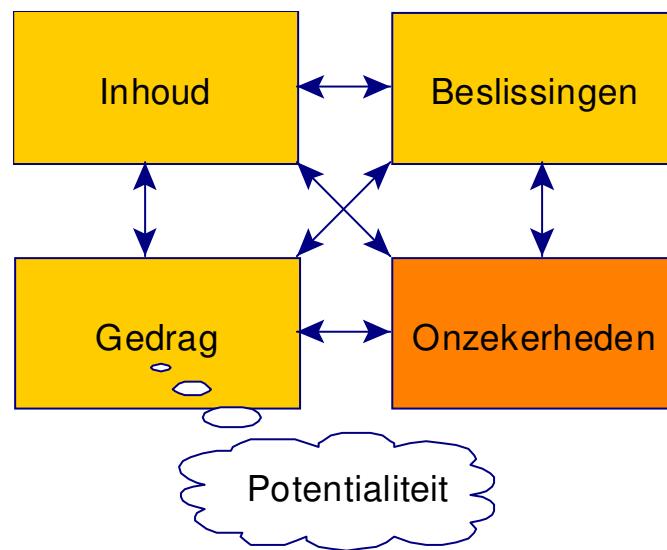 Inhoud
Beslissingen
Gedrag
Onzekerheden
Potentialiteit